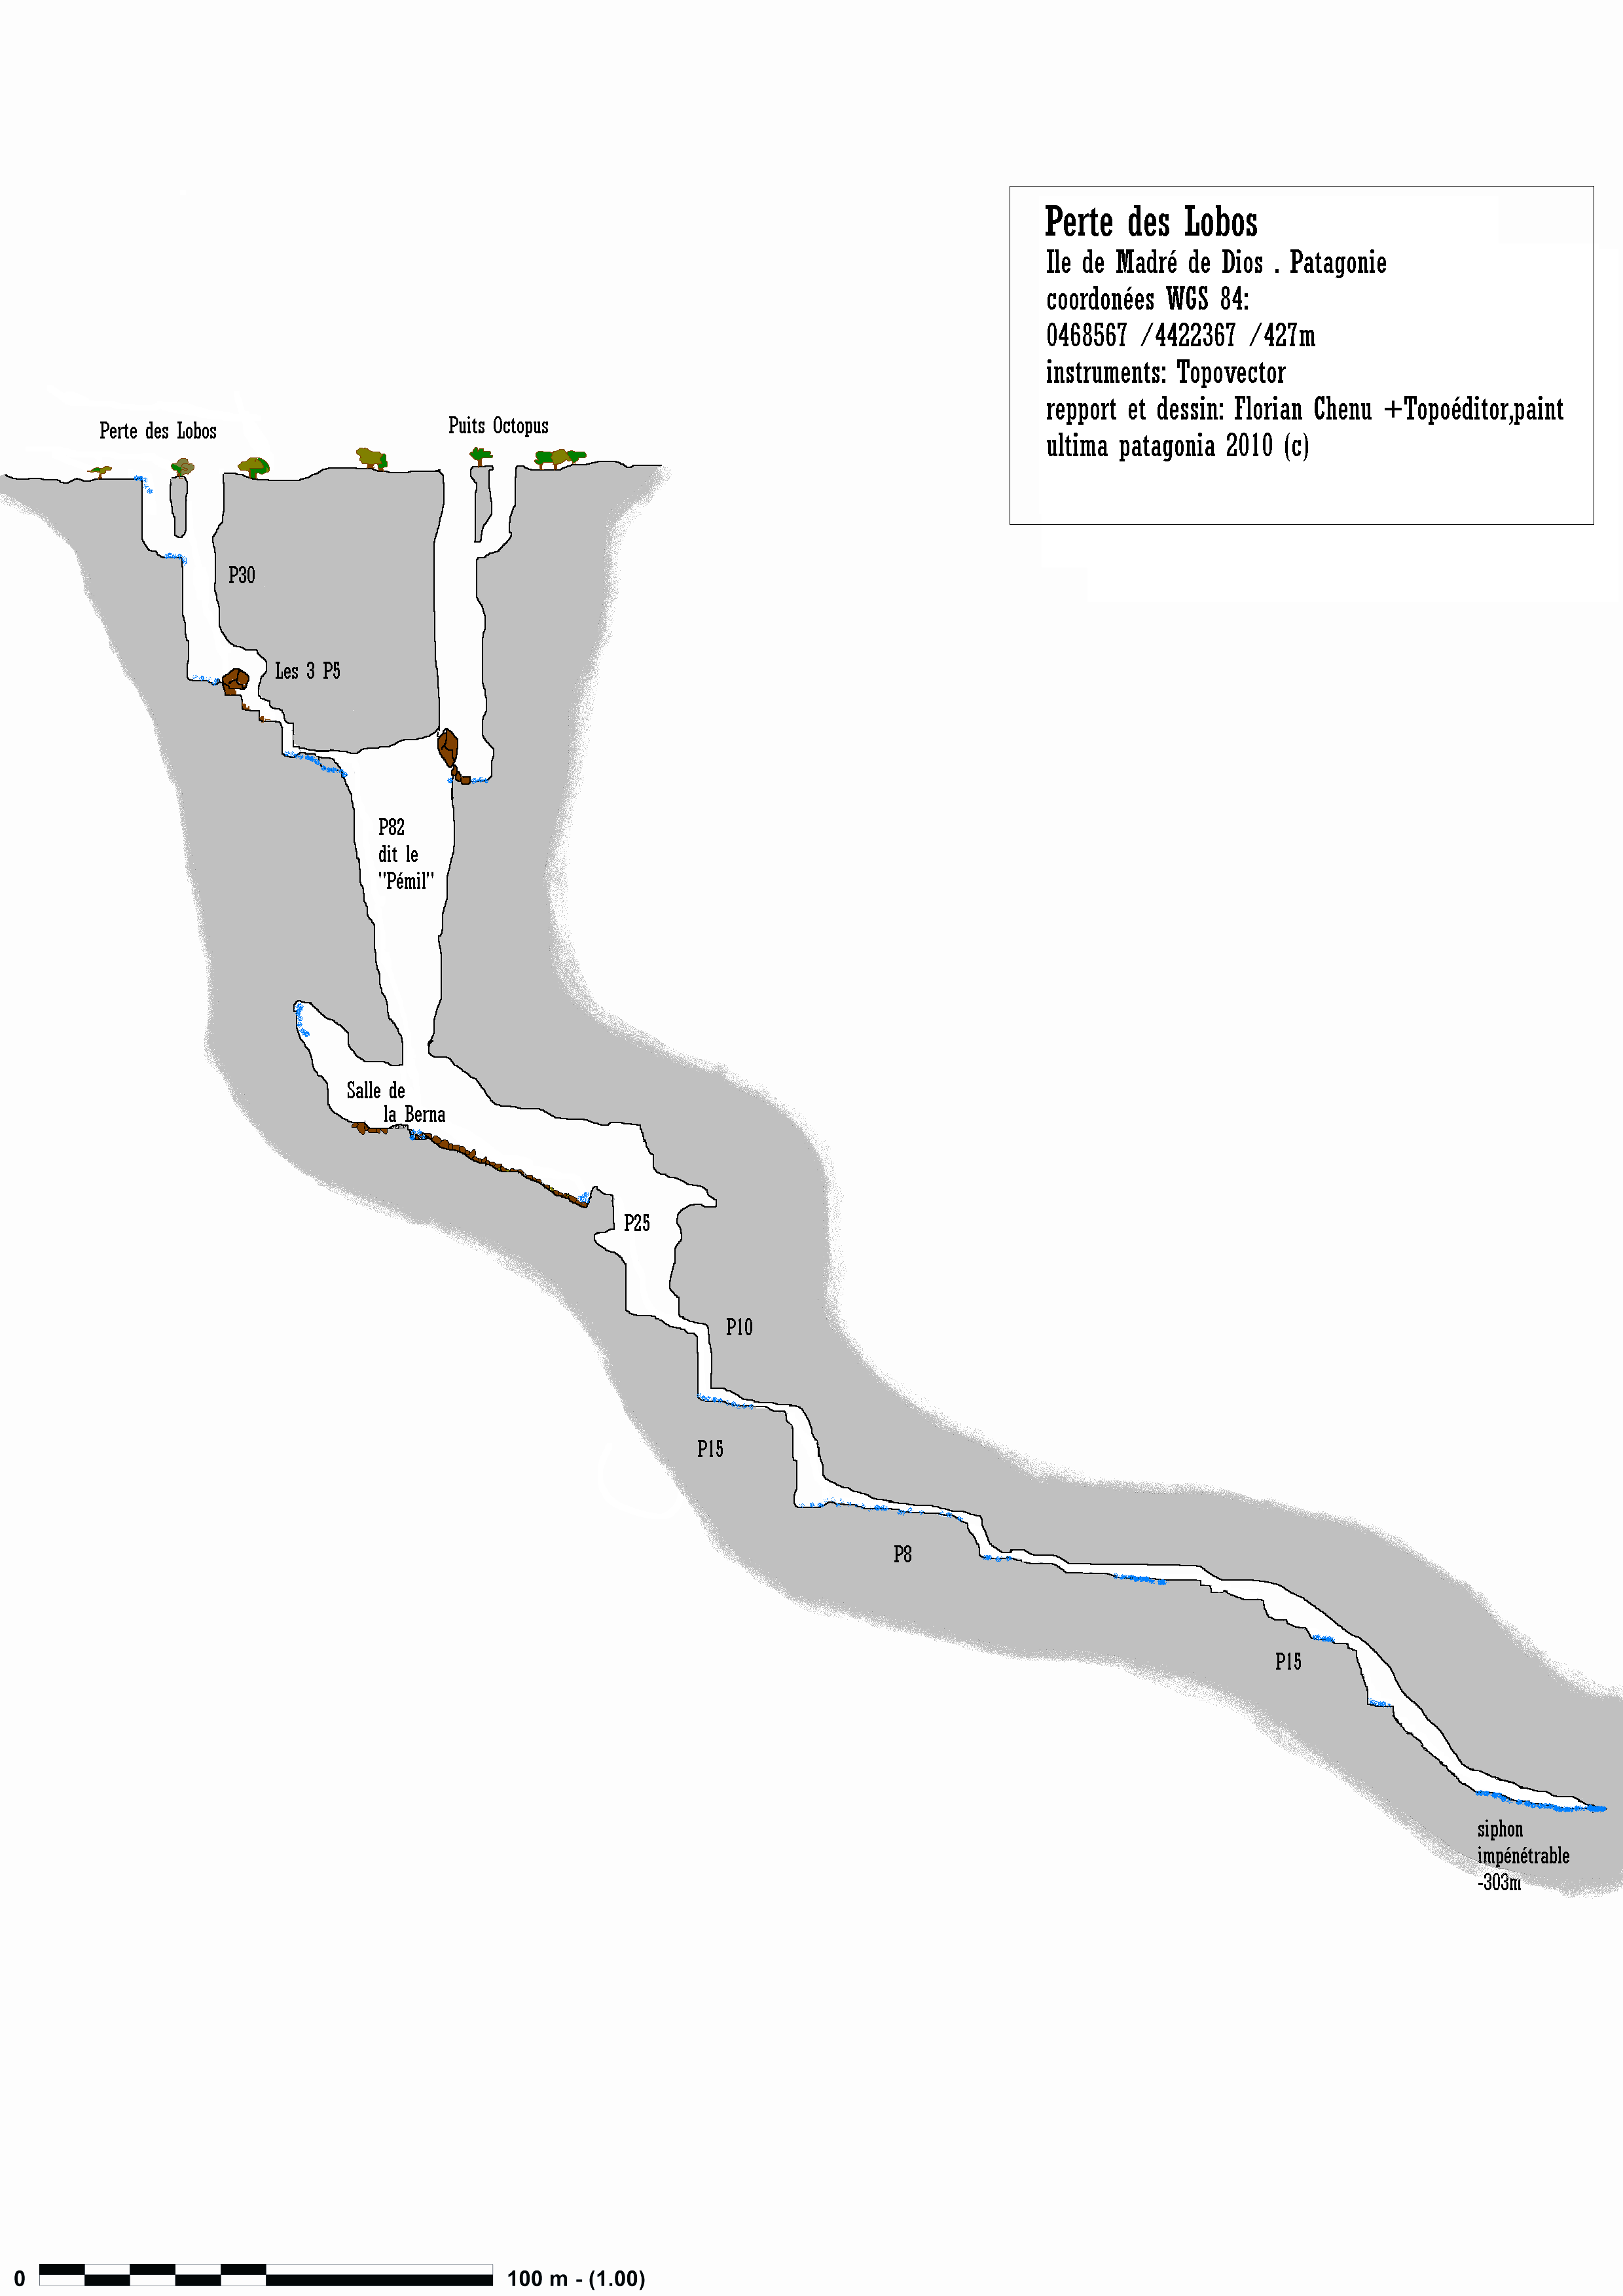 Perte des Lobos
Ile de Madré de Dios . Patagonie
coordonées WGS 84:
0468567 /4422367 /427m
instruments: Topovector
repport et dessin: Florian Chenu +Topoéditor,paint
ultima patagonia 2010 (c)
Perte des Lobos
Puits Octopus
P30
Les 3 P5
P82
dit le
"Pémil"
Salle de
la Berna
P25
P10
P15
P8
P15
siphon
impénétrable
-303m
0
100 m - (1.00)